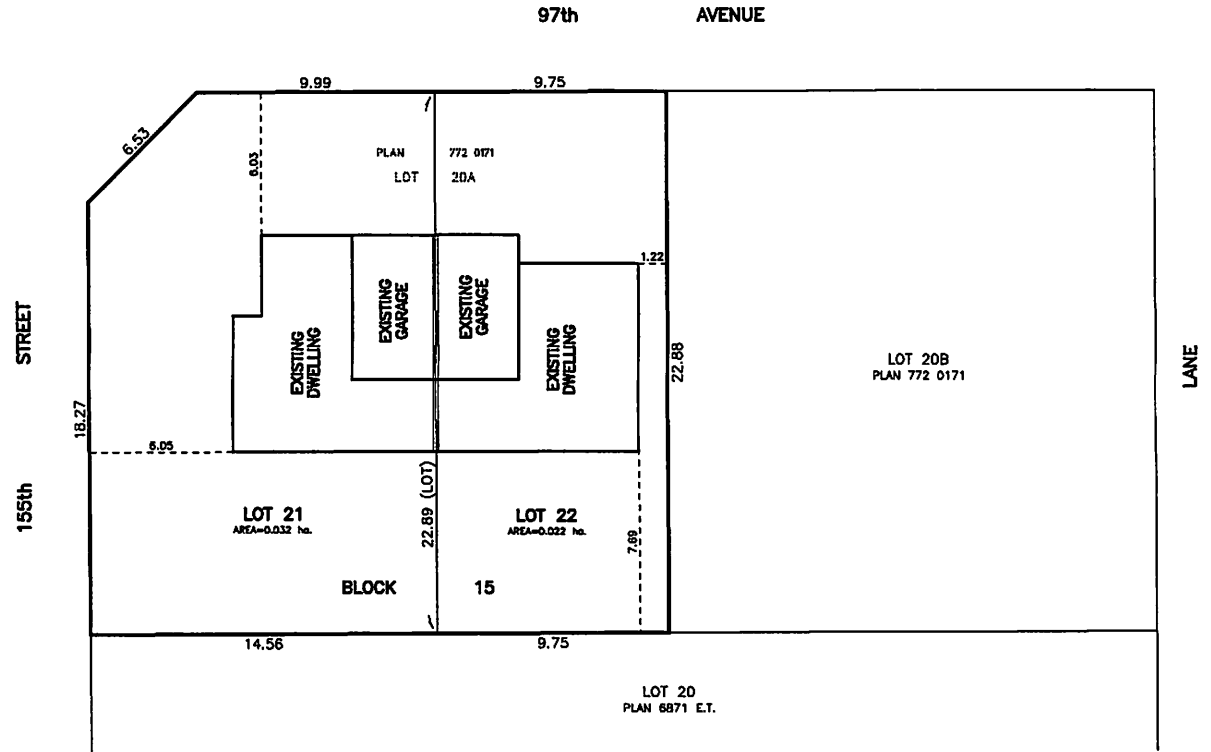 97th AVENUE
9.99
9.75
6.53
6.03
PLAN 772 0171
LOT 20A
1.22
EXISTING
GARAGE
EXISTING
GARAGE
EXISTING
DWELLING
EXISTING
DWELLING
155th STREET
18.27
22.88
LOT 20B
PLAN 772 0171
LANE
6.05
22.89 (LOT)
LOT 21
AREA=0.032 ha.
LOT 22
AREA=0.022 ha.
7.69
BLOCK 15
14.56
9.75
LOT 20
PLAN 6871 E.T.